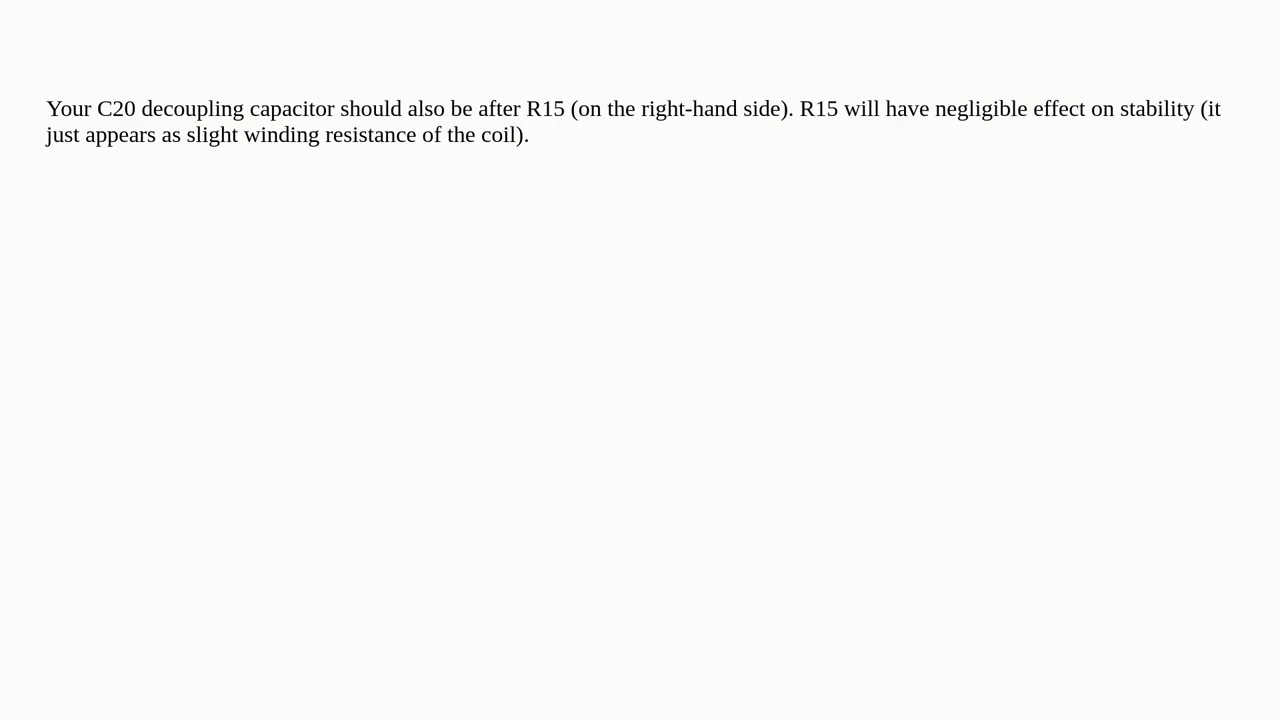 Your C20 decoupling capacitor should also be after R15 (on the right-hand side). R15 will have negligible effect on stability (it
just appears as slight winding resistance of the coil).